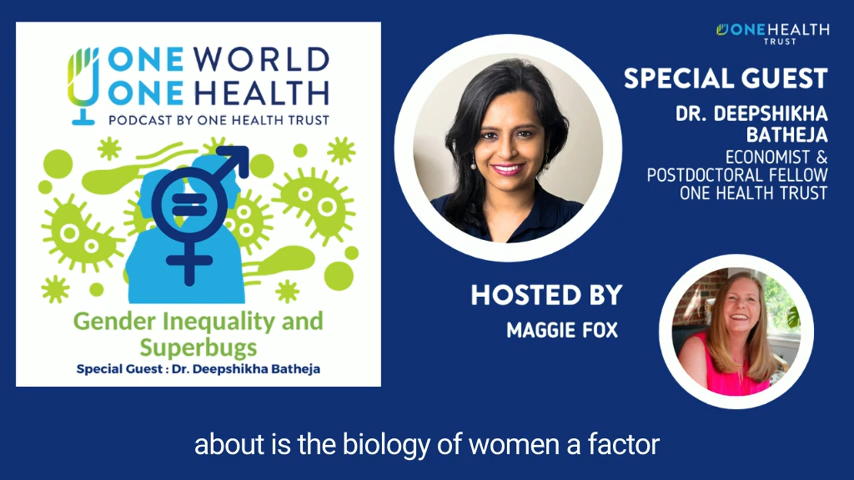 ONE WORLD
ONE HEALTH
PODCAST BY ONE HEALTH TRUST
Gender Inequality and
Superbugs
Special Guest : Dr. Deepshikha Batheja
ONEHEALTH
TRUST
SPECIAL GUEST
DR. DEEPSHIKHA
BATHEJA
ECONOMIST &
POSTDOCTORAL FELLOW
ONE HEALTH TRUST
HOSTED BY
MAGGIE FOX
about is the biology of women a factor